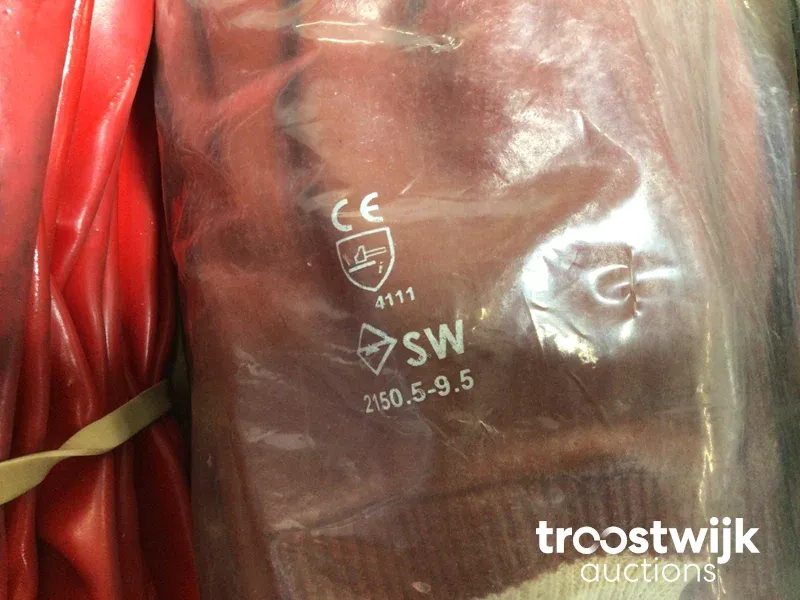 CE
i
4111
SW
2150.5-9.5
troostwijk
auctions